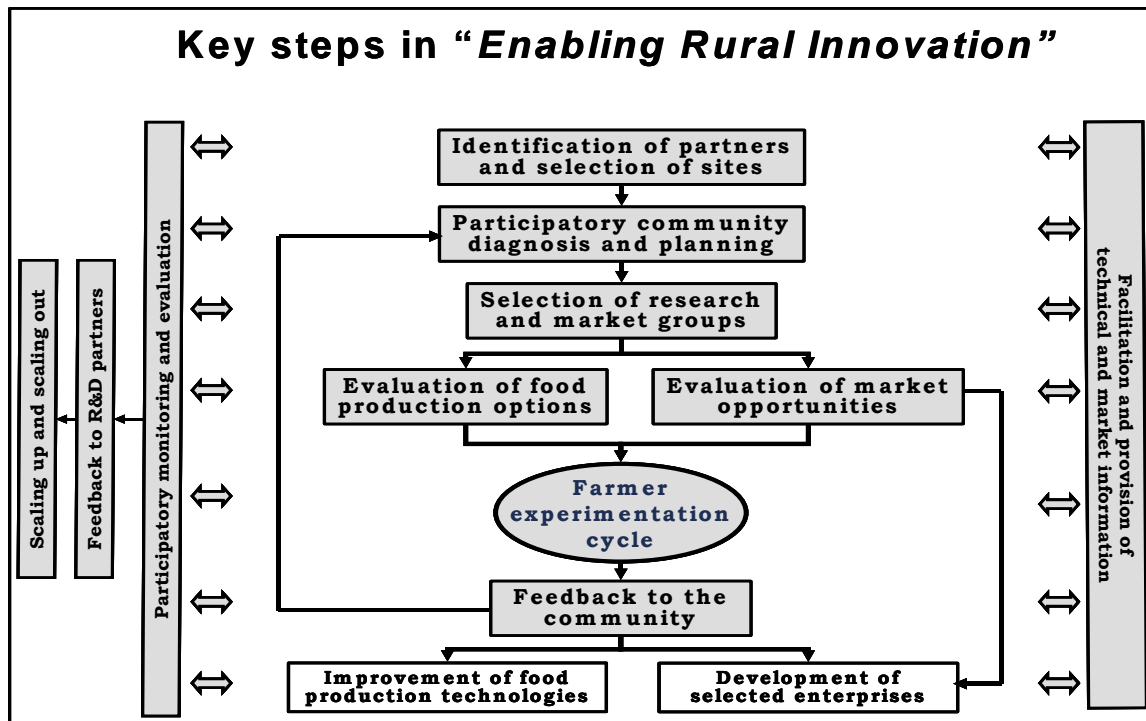 Key steps in “Enabling Rural Innovation”
Scaling up and scaling out
Feedback to R&D partners
Participatory monitoring and evaluation
Identification of partners
and selection of sites
Participatory community
diagnosis and planning
Selection of research
and market groups
Evaluation of food
production options
Evaluation of market
opportunities
Farmer
experimentation
cycle
Feedback to the
community
Improvement of food
production technologies
Development of
selected enterprises
Facilitation and provision of
technical and market information